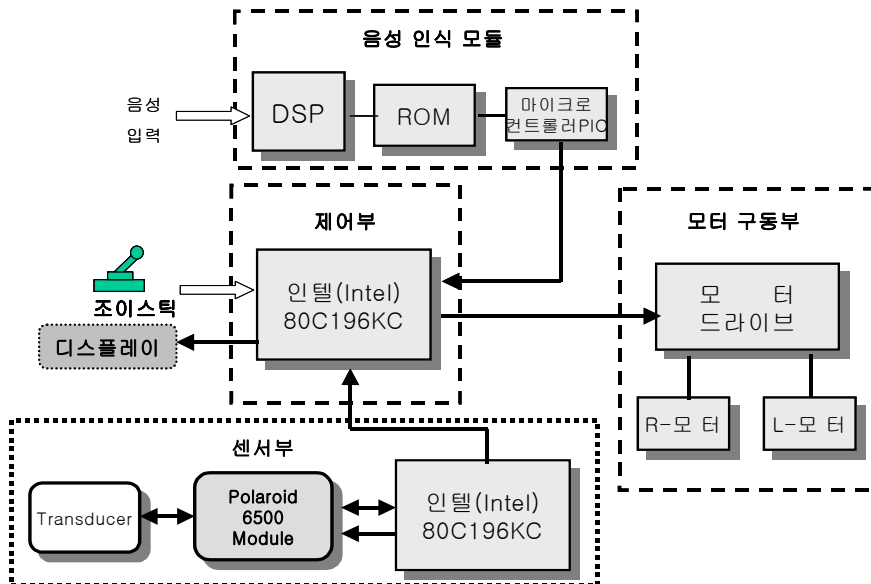 음성 인식 모듈
음성
입력
DSP
ROM
마이크로
컨트롤러PIC
제어부
모터 구동부
조이스틱
인텔(Intel)
80C196KC
모 터
드라이브
디스플레이
R-모 터
L-모 터
센서부
Transducer
Polaroid
6500
Module
인텔(Intel)
80C196KC